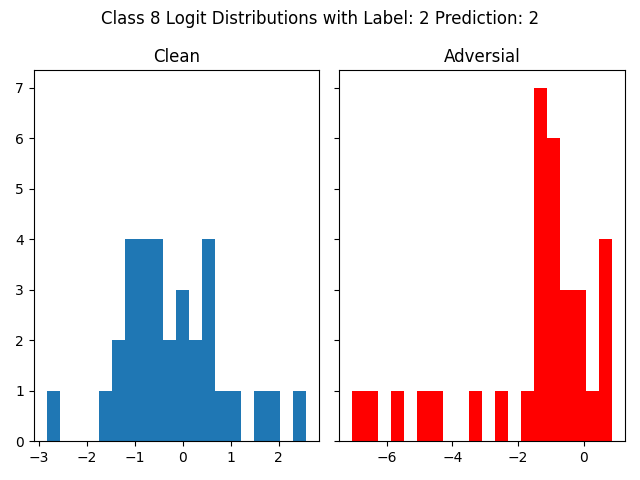 Class 8 Logit Distributions with Label: 2 Prediction: 2
Clean
Adversial
7
6
5
4
3
2
1
0
−3 −2 −1 0 1 2
−6 −4 −2 0